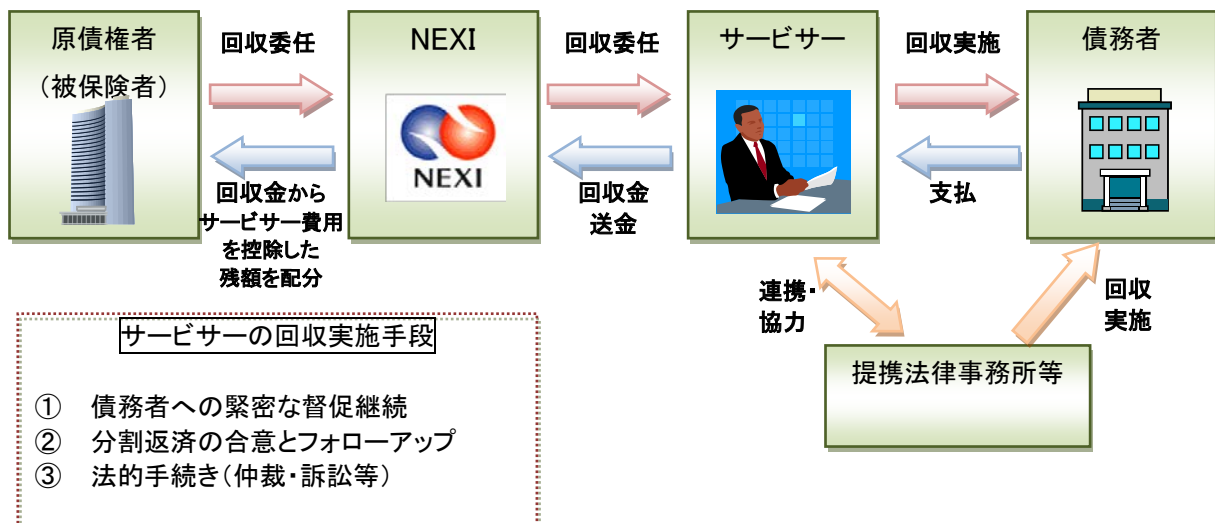 原債権者
(被保険者)
回収委任
回収金から
サービサー費用
を控除した
残額を配分
NEXI
NEXI
回収委任
回収金
送金
サービサー
回収実施
支払
債務者
連携・
協力
回収
実施
提携法律事務所等
サービサーの回収実施手段
① 債務者への緊密な督促継続
② 分割返済の合意とフォローアップ
③ 法的手続き(仲裁・訴訟等)